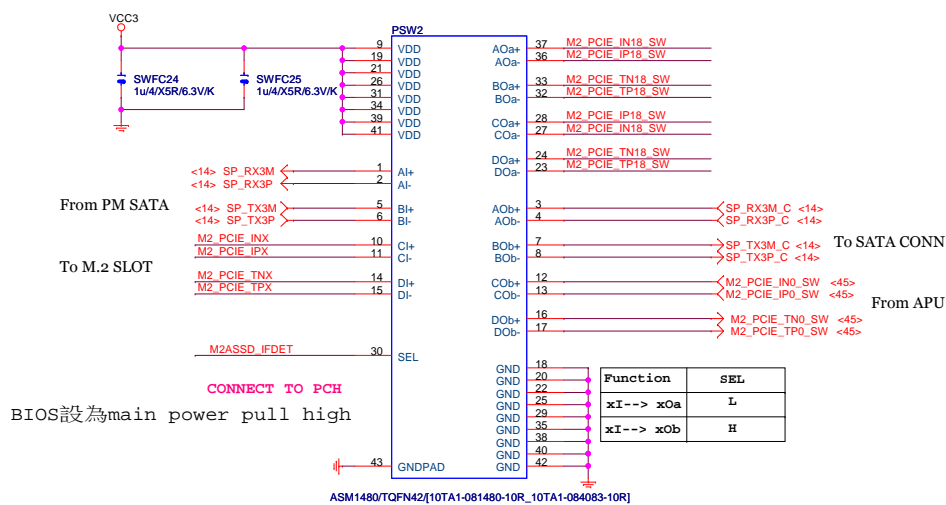 VCC3
SWFC24
1u/4/X5R/6.3V/K
SWFC25
1u/4/X5R/6.3V/K
PSW2
9 VDD
19 VDD
21 VDD
26 VDD
31 VDD
34 VDD
39 VDD
41 VDD
AOa+ 37 M2_PCIE_IN18_SW
AOa- 36 M2_PCIE_IP18_SW
BOa+ 33 M2_PCIE_TN18_SW
BOa- 32 M2_PCIE_TP18_SW
COa+ 28 M2_PCIE_IP18_SW
COa- 27 M2_PCIE_IN18_SW
DOa+ 24 M2_PCIE_TN18_SW
DOa- 23 M2_PCIE_TP18_SW
<14> SP_RX3M 1 AI+
<14> SP_RX3P 2 AI-
From PM SATA
<14> SP_TX3M 5 BI+
<14> SP_TX3P 6 BI-
M2_PCIE_INX 10 CI+
M2_PCIE_IPX 11 CI-
To M.2 SLOT
M2_PCIE_TNX 14 DI+
M2_PCIE_TPX 15 DI-
AOb+ 3 SP_RX3M_C <14>
AOb- 4 SP_RX3P_C <14>
To SATA CONN
BOb+ 7 SP_TX3M_C <14>
BOb- 8 SP_TX3P_C <14>
COb+ 12 M2_PCIE_IN0_SW <45>
COb- 13 M2_PCIE_IP0_SW <45>
From APU
DOb+ 16 M2_PCIE_TN0_SW <45>
DOb- 17 M2_PCIE_TP0_SW <45>
M2ASSD_IFDET 30 SEL
CONNECT TO PCH
BIOS設為main power pull high
GND 18
GND 20
GND 22
GND 25
GND 29
GND 35
GND 38
GND 40
GND 42
Function SEL
xI--> xOa L
xI--> xOb H
43 GNDPAD
ASM1480/TQFN42/[10TA1-081480-10R_10TA1-084083-10R]